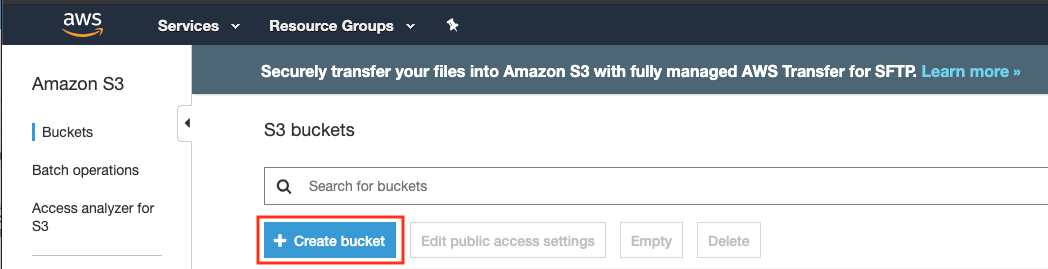 aws Services Resource Groups
Securely transfer your files into Amazon S3 with fully managed AWS Transfer for SFTP. Learn more »
Amazon S3
Buckets
Batch operations
Access analyzer for
S3
S3 buckets
Search for buckets
+ Create bucket Edit public access settings Empty Delete